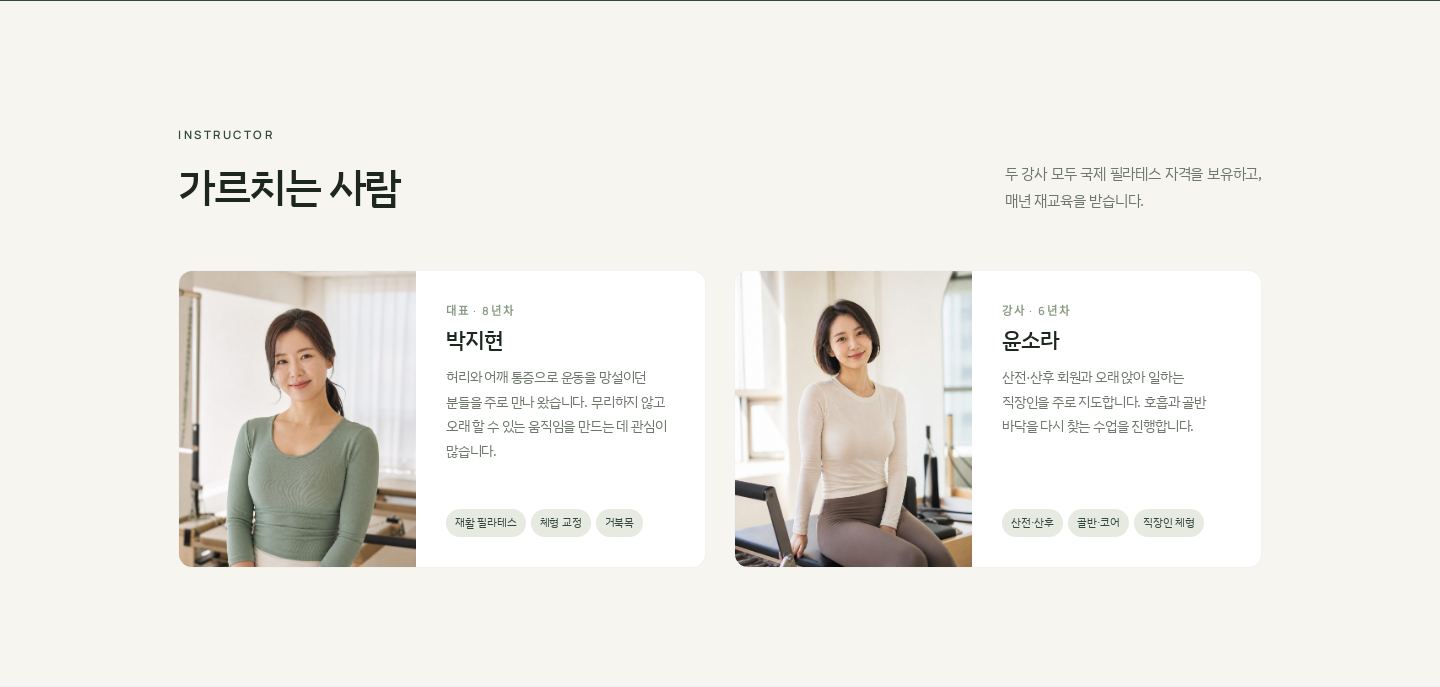 INSTRUCTOR
가르치는 사람
두 강사 모두 국제 필라테스 자격을 보유하고,
매년 재교육을 받습니다.
대표 · 8년차
박지현
허리와 어깨 통증으로 운동을 망설이던
분들을 주로 만나 왔습니다. 무리하지 않고
오래 할 수 있는 움직임을 만드는 데 관심이
많습니다.
재활 필라테스 체형 교정 거북목
강사 · 6년차
윤소라
산전·산후 회원과 오래 앉아 일하는
직장인을 주로 지도합니다. 호흡과 골반
바닥을 다시 찾는 수업을 진행합니다.
산전·산후 골반·코어 직장인 체형